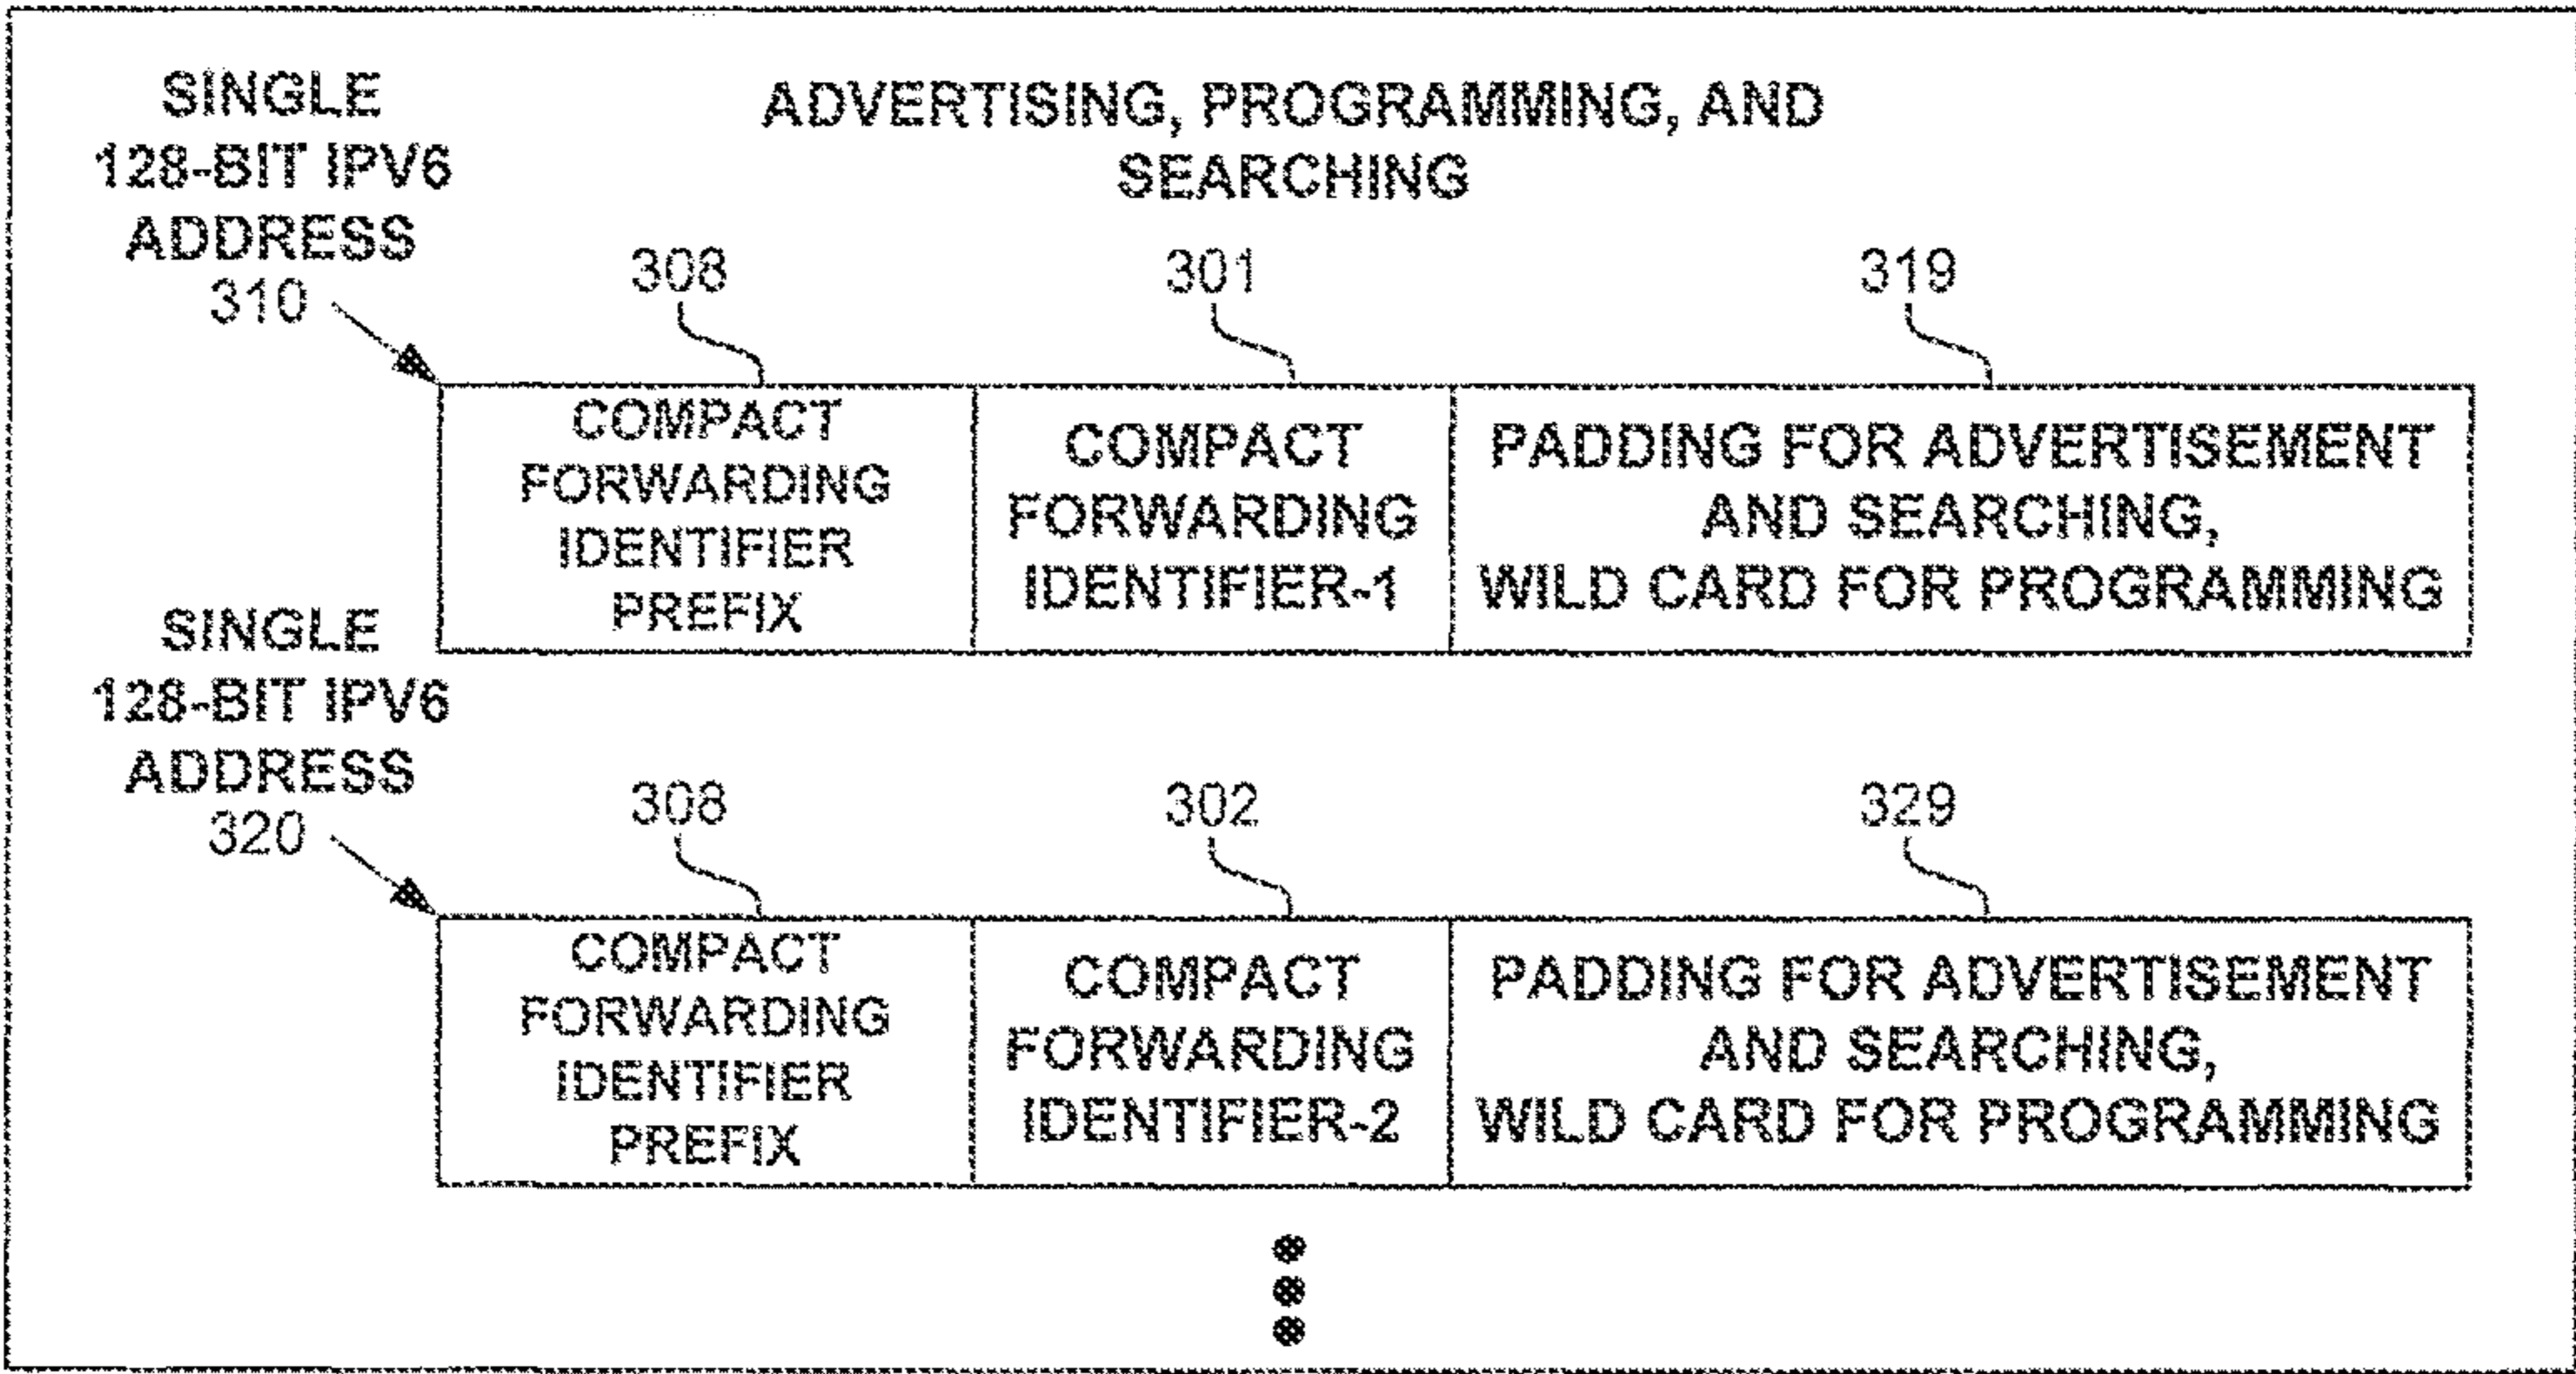 SINGLE
128-BIT IPV6
ADDRESS
310
ADVERTISING, PROGRAMMING, AND
SEARCHING
308
301
319
COMPACT
FORWARDING
IDENTIFIER
PREFIX
COMPACT
FORWARDING
IDENTIFIER-1
PADDING FOR ADVERTISEMENT
AND SEARCHING,
WILD CARD FOR PROGRAMMING
SINGLE
128-BIT IPV6
ADDRESS
320
308
302
329
COMPACT
FORWARDING
IDENTIFIER
PREFIX
COMPACT
FORWARDING
IDENTIFIER-2
PADDING FOR ADVERTISEMENT
AND SEARCHING,
WILD CARD FOR PROGRAMMING